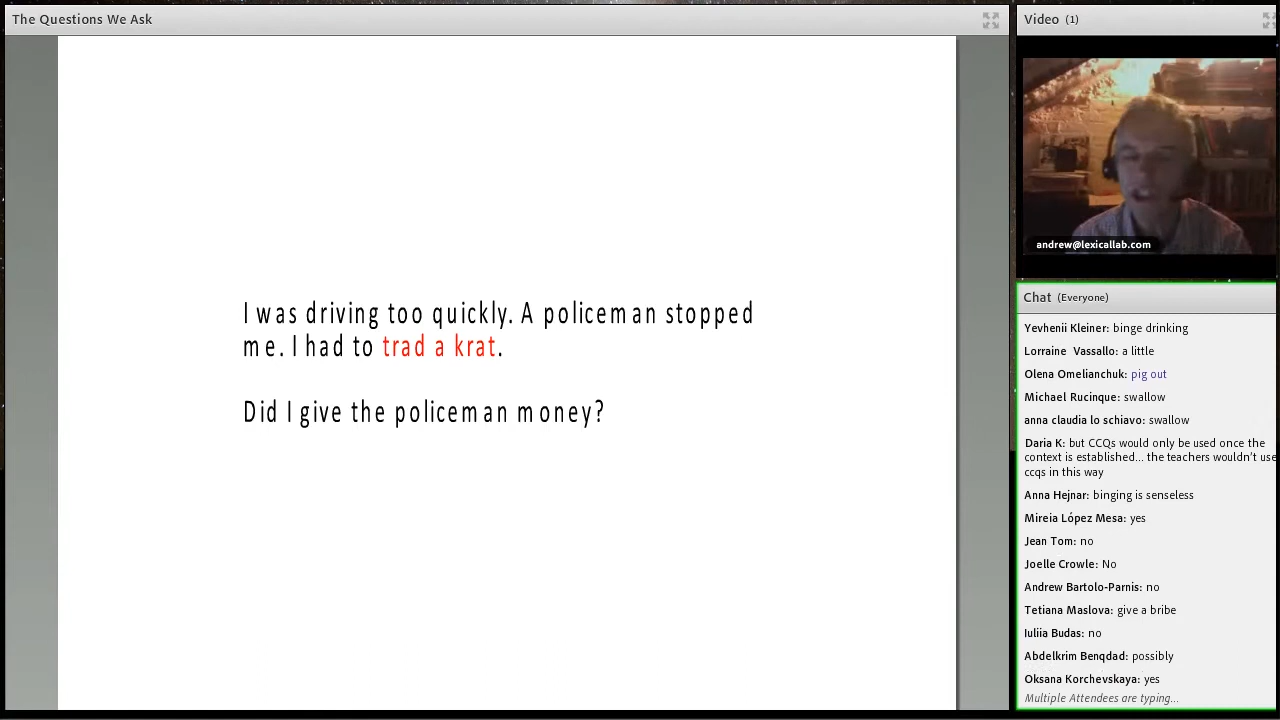 The Questions We Ask
I was driving too quickly. A policeman stopped
me. I had to trad a krat.
Did I give the policeman money?
Video (1)
andrew@lexicallab.com
Chat (Everyone)
Yevhenii Kleiner: binge drinking
Lorraine Vassallo: a little
Olena Omelianchuk: pig out
Michael Rucinque: swallow
anna claudia lo schiavo: swallow
Daria K: but CCQs would only be used once the
context is established... the teachers wouldn't use
ccqs in this way
Anna Hejnar: binging is senseless
Mireia López Mesa: yes
Jean Tom: no
Joelle Crowle: No
Andrew Bartolo-Parnis: no
Tetiana Maslova: give a bribe
Iuliia Budas: no
Abdelkrim Benqdad: possibly
Oksana Korchevskaya: yes
Multiple Attendees are typing...